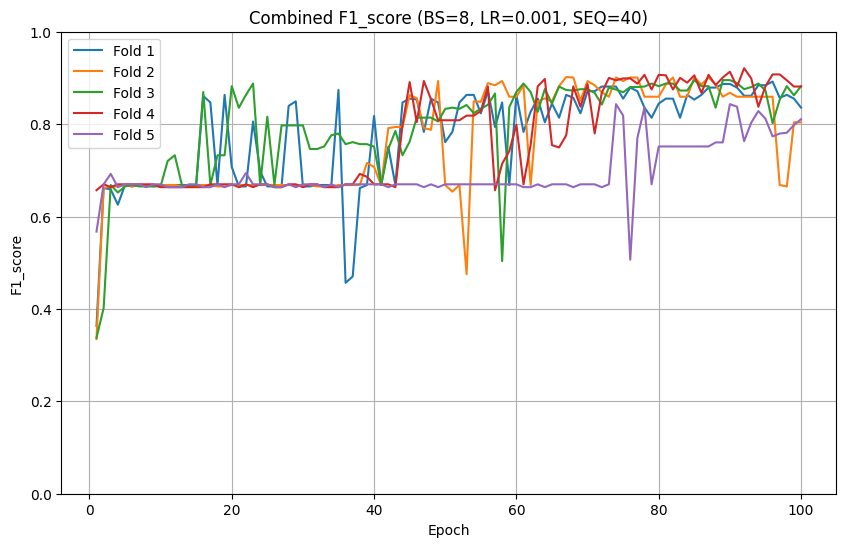 Combined F1_score (BS=8, LR=0.001, SEQ=40)
Fold 1
Fold 2
Fold 3
Fold 4
Fold 5
1.0
0.8
0.6
0.4
0.2
0.0
F1_score
0 20 40 60 80 100
Epoch